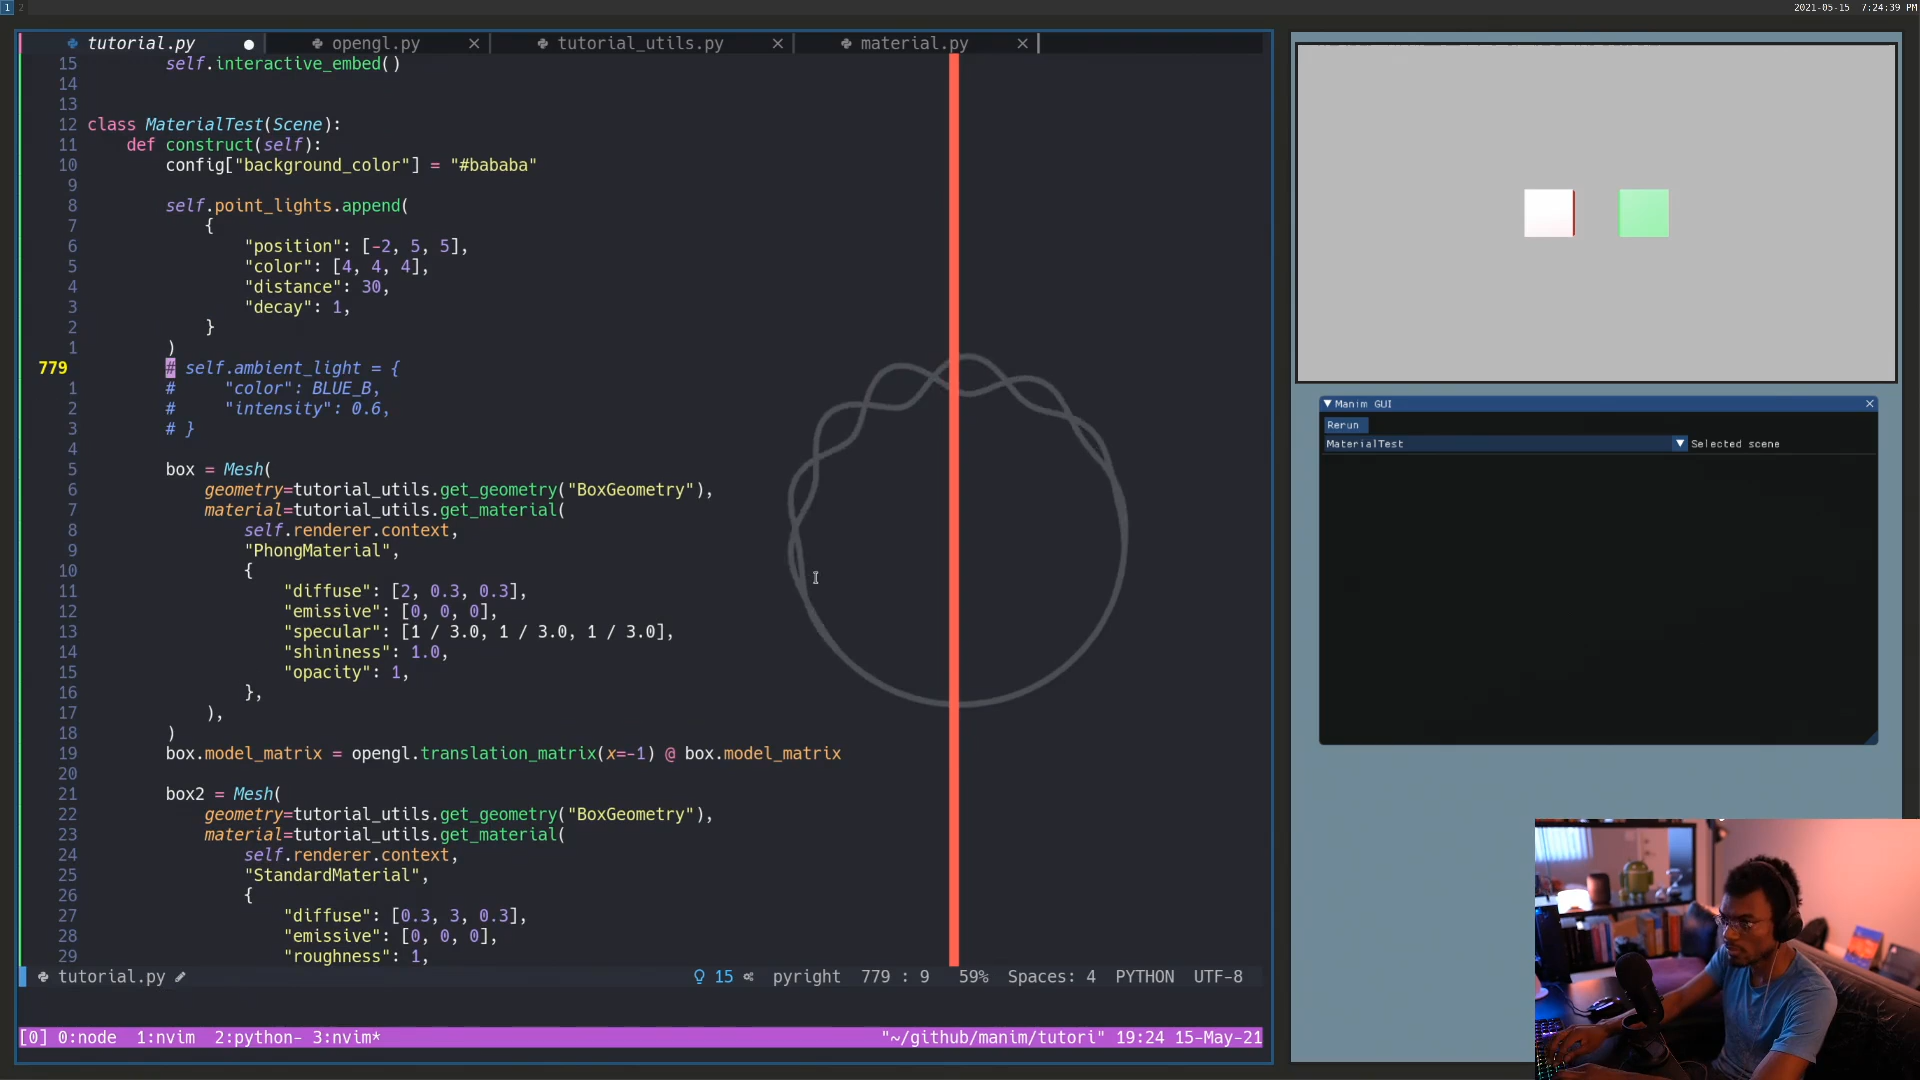 1 2
2021-05-15 7:24:39 PM
tutorial.py ● opengl.py × tutorial_utils.py × material.py ×
15 self.interactive_embed()
14
13
12 class MaterialTest(Scene):
11 def construct(self):
10 config["background_color"] = "#bababa"
9
8 self.point_lights.append(
7 {
6 "position": [-2, 5, 5],
5 "color": [4, 4, 4],
4 "distance": 30,
3 "decay": 1,
2 }
1 )
779 # self.ambient_light = {
1 # "color": BLUE_B,
2 # "intensity": 0.6,
3 # }
4
5 box = Mesh(
6 geometry=tutorial_utils.get_geometry("BoxGeometry"),
7 material=tutorial_utils.get_material(
8 self.renderer.context,
9 "PhongMaterial",
10 {
11 "diffuse": [2, 0.3, 0.3],
12 "emissive": [0, 0, 0],
13 "specular": [1 / 3.0, 1 / 3.0, 1 / 3.0],
14 "shininess": 1.0,
15 "opacity": 1,
16 },
17 ),
18 )
19 box.model_matrix = opengl.translation_matrix(x=-1) @ box.model_matrix
20
21 box2 = Mesh(
22 geometry=tutorial_utils.get_geometry("BoxGeometry"),
23 material=tutorial_utils.get_material(
24 self.renderer.context,
25 "StandardMaterial",
26 {
27 "diffuse": [0.3, 3, 0.3],
28 "emissive": [0, 0, 0],
29 "roughness": 1,
tutorial.py 15 pyright 779 : 9 59% Spaces: 4 PYTHON UTF-8
[0] 0:node 1:nvim 2:python- 3:nvim* "~/github/manim/tutori" 19:24 15-May-21
Manim GUI
Rerun
MaterialTest Selected scene